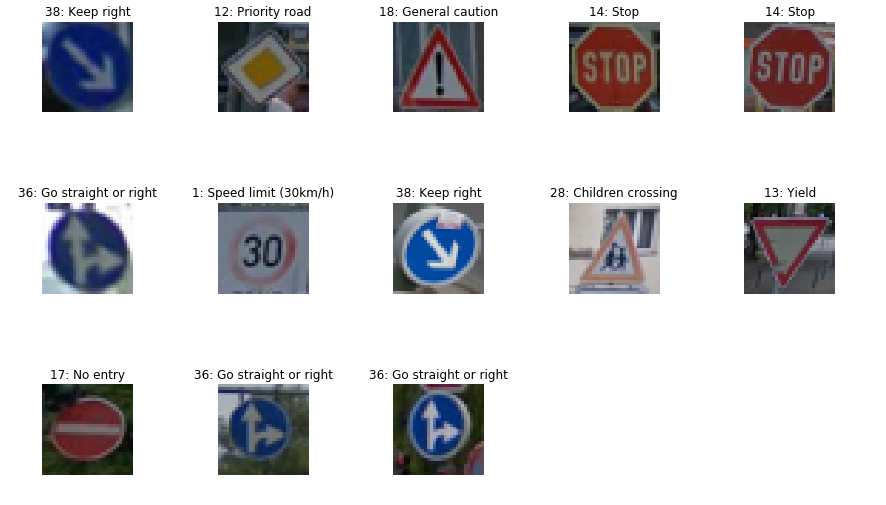 38: Keep right
12: Priority road
18: General caution
14: Stop
14: Stop
STOP
STOP
36: Go straight or right
1: Speed limit (30km/h)
38: Keep right
28: Children crossing
13: Yield
30
17: No entry
36: Go straight or right
36: Go straight or right